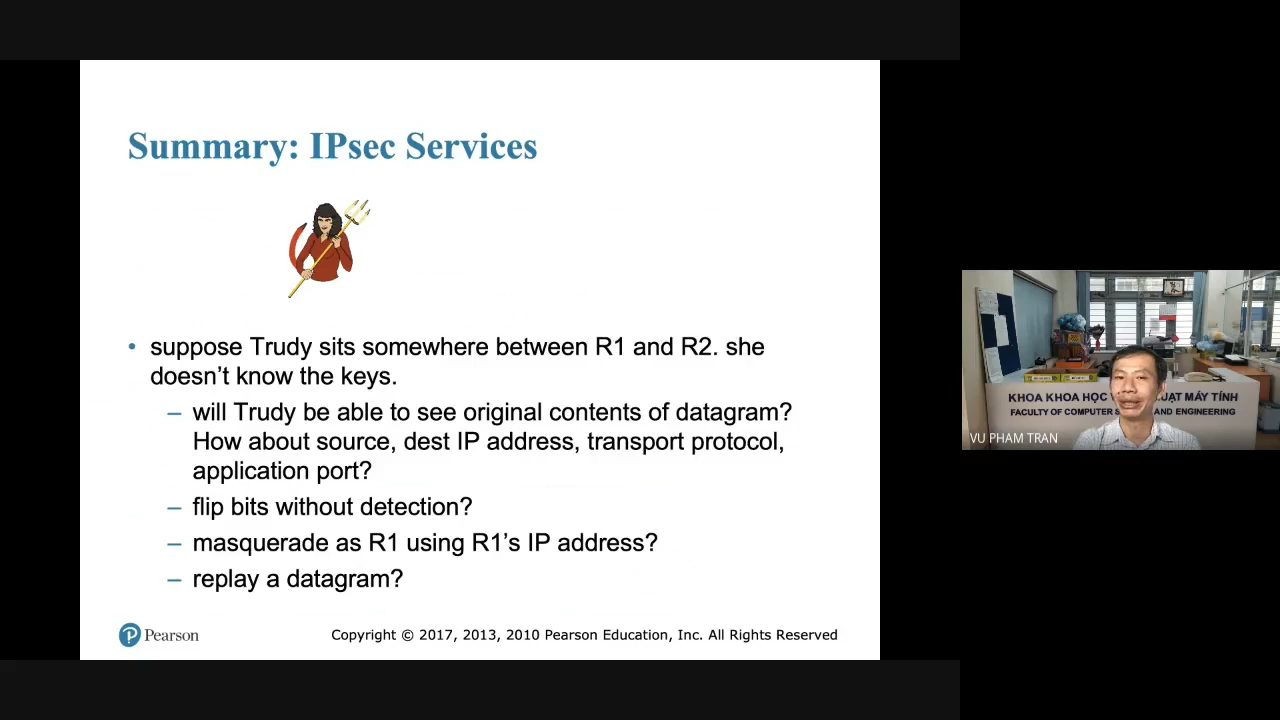 Summary: IPsec Services
• suppose Trudy sits somewhere between R1 and R2. she
doesn't know the keys.
– will Trudy be able to see original contents of datagram?
How about source, dest IP address, transport protocol,
application port?
– flip bits without detection?
– masquerade as R1 using R1's IP address?
– replay a datagram?
Pearson
Copyright © 2017, 2013, 2010 Pearson Education, Inc. All Rights Reserved
KHOA KHOA HỌC UẬT MÁY TÍNH
FACULTY OF COMPUTER AND ENGINEERING
VU PHAM TRAN